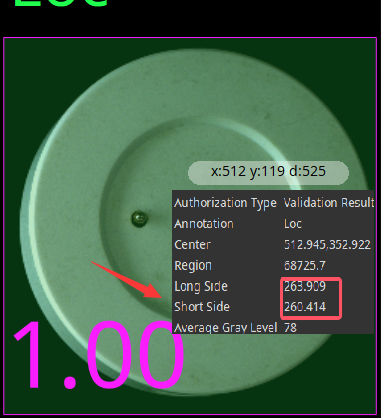 Loc
x:512 y:119 d:525
Authorization Type Validation Result
Annotation Loc
Center 512.945,352.922
Region 68725.7
Long Side 263.909
Short Side 260.414
Average Gray Level 78
1.00